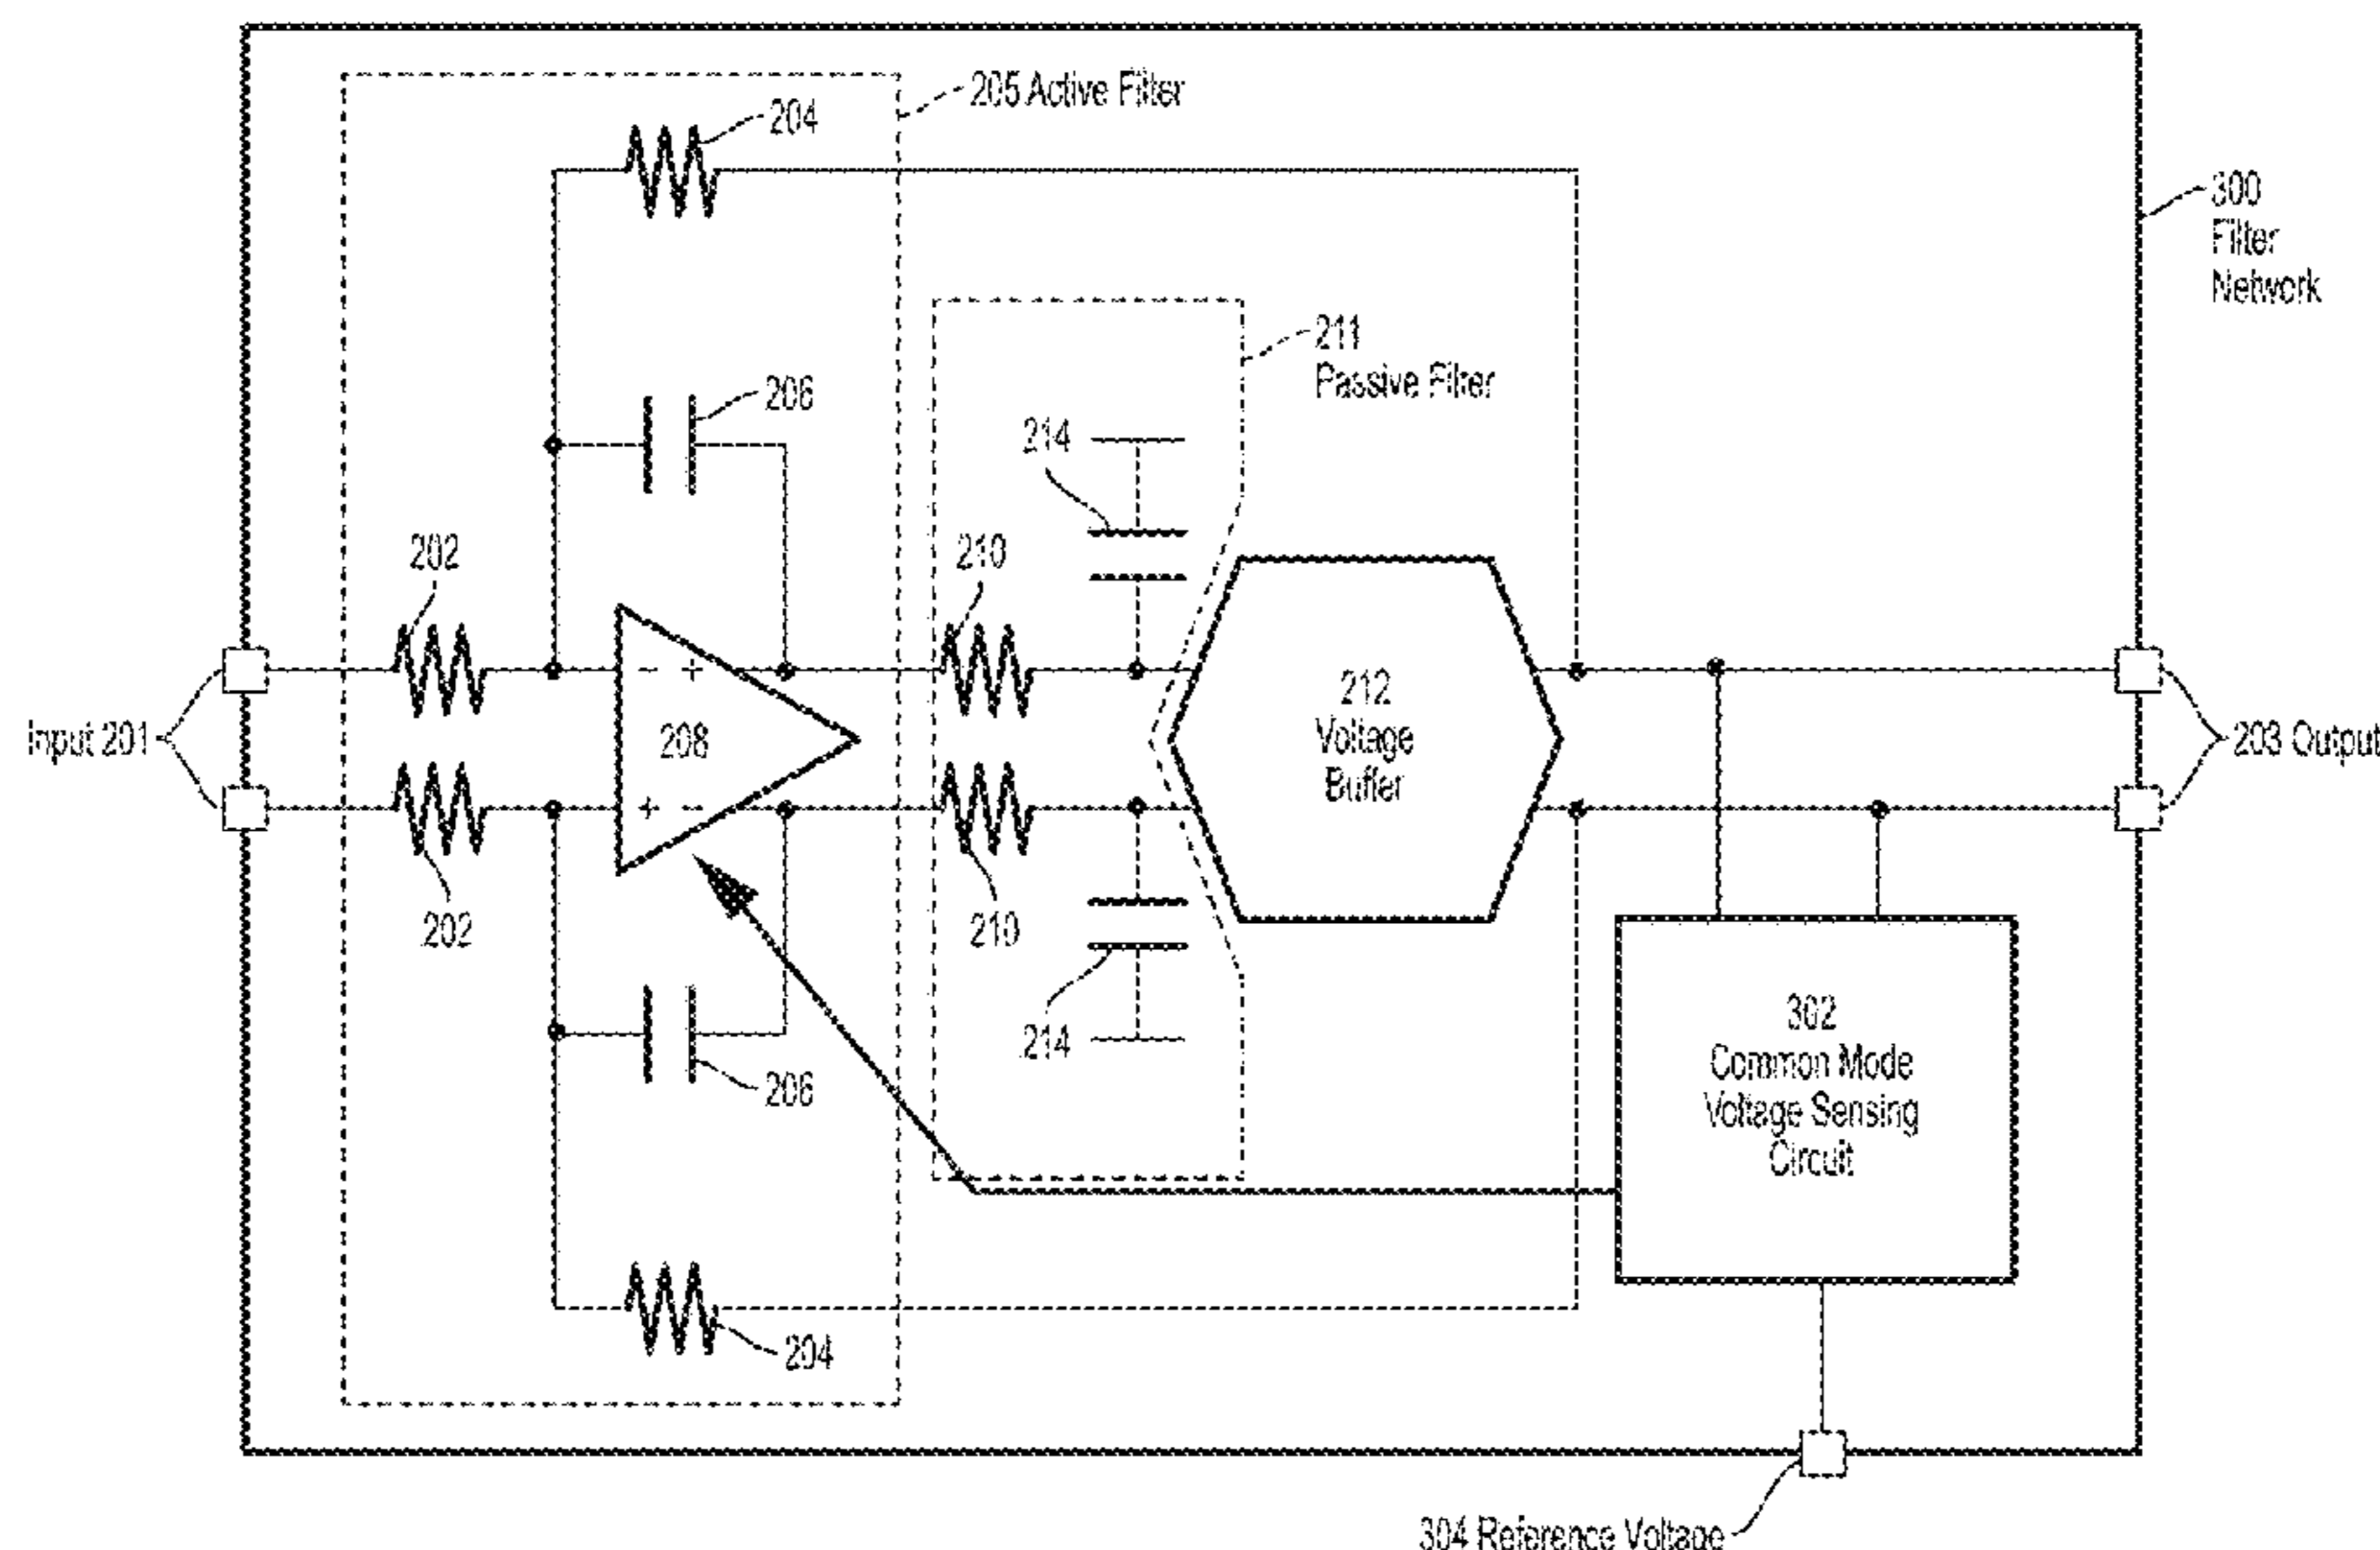 205 Active Filter
204
300
Filter
Network
211
Passive Filter
206
214
202
210
- +
212
Voltage
Buffer
208
Input 201
203 Output
+ -
202
210
214
302
Common Mode
Voltage Sensing
Circuit
206
204
304 Reference Voltage